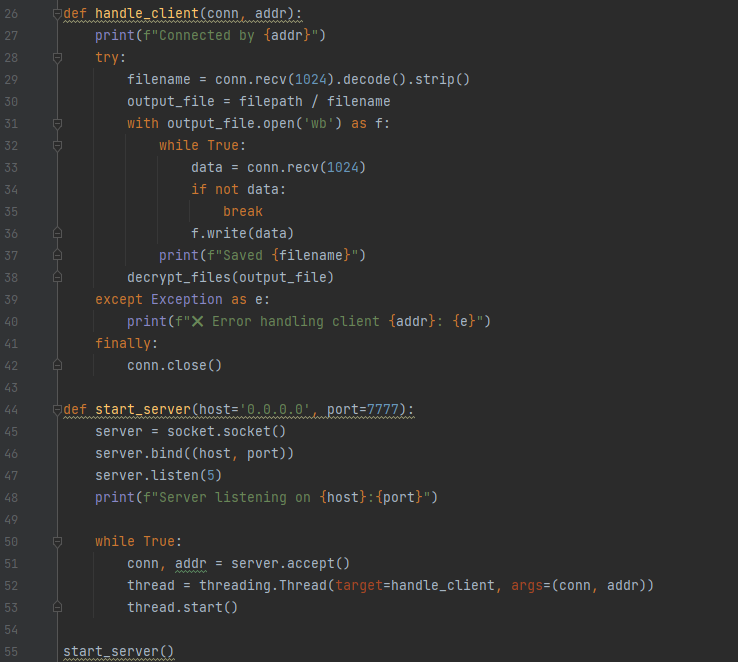 26 def handle_client(conn, addr):
27     print(f"Connected by {addr}")
28     try:
29         filename = conn.recv(1024).decode().strip()
30         output_file = filepath / filename
31         with output_file.open('wb') as f:
32             while True:
33                 data = conn.recv(1024)
34                 if not data:
35                     break
36                 f.write(data)
37             print(f"Saved {filename}")
38         decrypt_files(output_file)
39     except Exception as e:
40         print(f"❌ Error handling client {addr}: {e}")
41     finally:
42         conn.close()
43
44 def start_server(host='0.0.0.0', port=7777):
45     server = socket.socket()
46     server.bind((host, port))
47     server.listen(5)
48     print(f"Server listening on {host}:{port}")
49
50     while True:
51         conn, addr = server.accept()
52         thread = threading.Thread(target=handle_client, args=(conn, addr))
53         thread.start()
54
55 start_server()